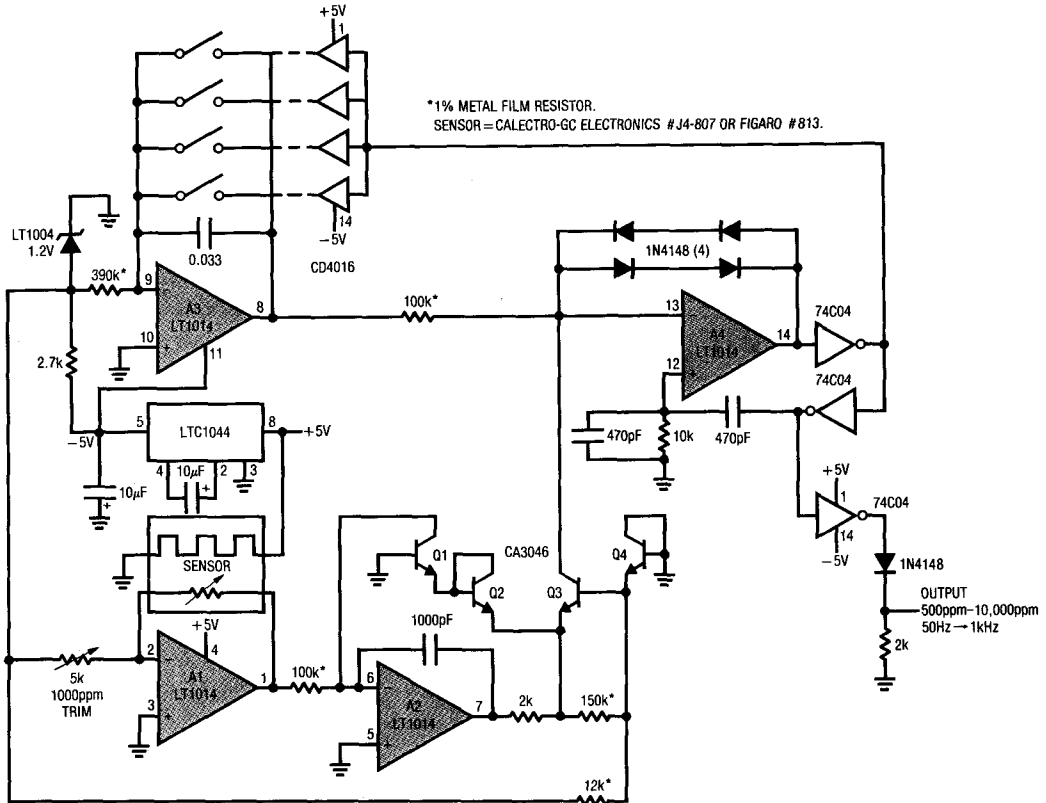 +5V
1
*1% METAL FILM RESISTOR.
SENSOR = CALECTRO-GC ELECTRONICS #J4-807 OR FIGARO #813.
14
−5V
CD4016
LT1004
1.2V
0.033
390k*
9
A3
LT1014
8
10
11
2.7k
100k*
1N4148 (4)
13
A4
LT1014
14
12
74C04
74C04
470pF
10k
470pF
−5V
5
LTC1044
8
+5V
4
10µF
+
2
3
10µF
+
SENSOR
+5V
1
74C04
14
−5V
1N4148
OUTPUT
500ppm-10,000ppm
50Hz → 1kHz
2k
Q1
CA3046
Q4
Q2
Q3
1000pF
5k
1000ppm
TRIM
2
+5V
4
A1
LT1014
1
3
100k*
6
A2
LT1014
7
5
2k
150k*
12k*